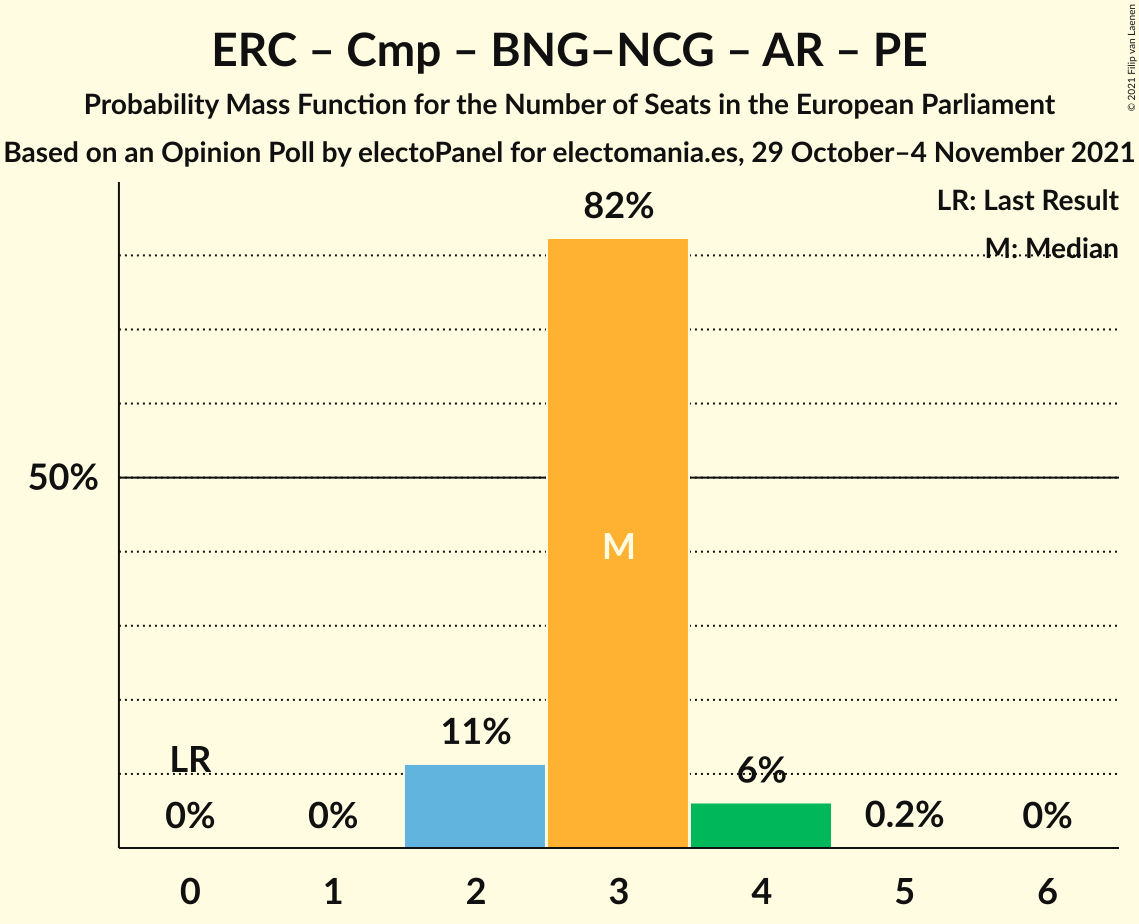 ERC – Cmp – BNG–NCG – AR – PE
Probability Mass Function for the Number of Seats in the European Parliament
Based on an Opinion Poll by electoPanel for electomania.es, 29 October–4 November 2021
© 2021 Filip van Laenen
LR: Last Result
M: Median
82%
50%
M
11%
LR
6%
0%
0%
0.2%
0%
0 1 2 3 4 5 6